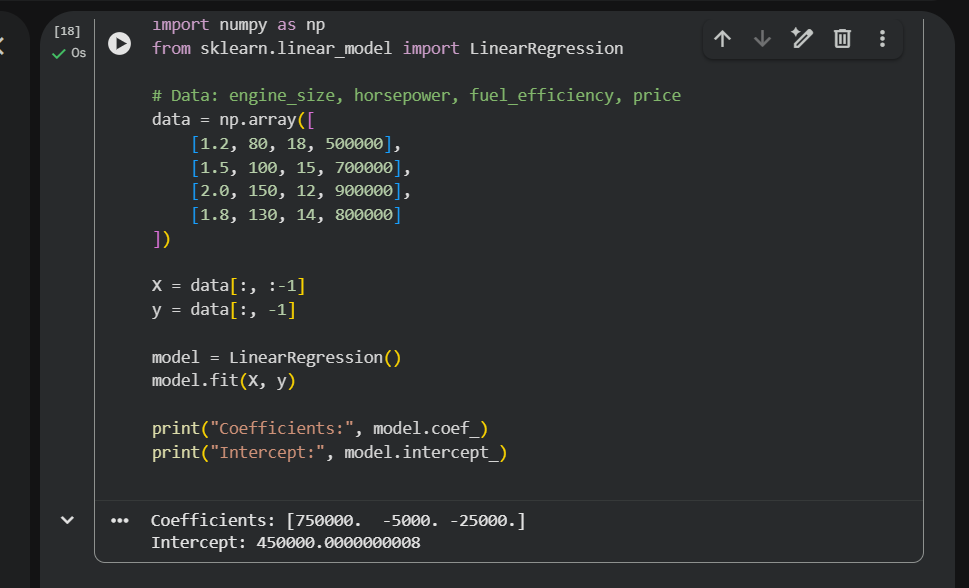 [18]
0s
import numpy as np
from sklearn.linear_model import LinearRegression
# Data: engine_size, horsepower, fuel_efficiency, price
data = np.array([
    [1.2, 80, 18, 500000],
    [1.5, 100, 15, 700000],
    [2.0, 150, 12, 900000],
    [1.8, 130, 14, 800000]
])
X = data[:, :-1]
y = data[:, -1]
model = LinearRegression()
model.fit(X, y)
print("Coefficients:", model.coef_)
print("Intercept:", model.intercept_)
Coefficients: [750000.  -5000. -25000.]
Intercept: 450000.0000000008